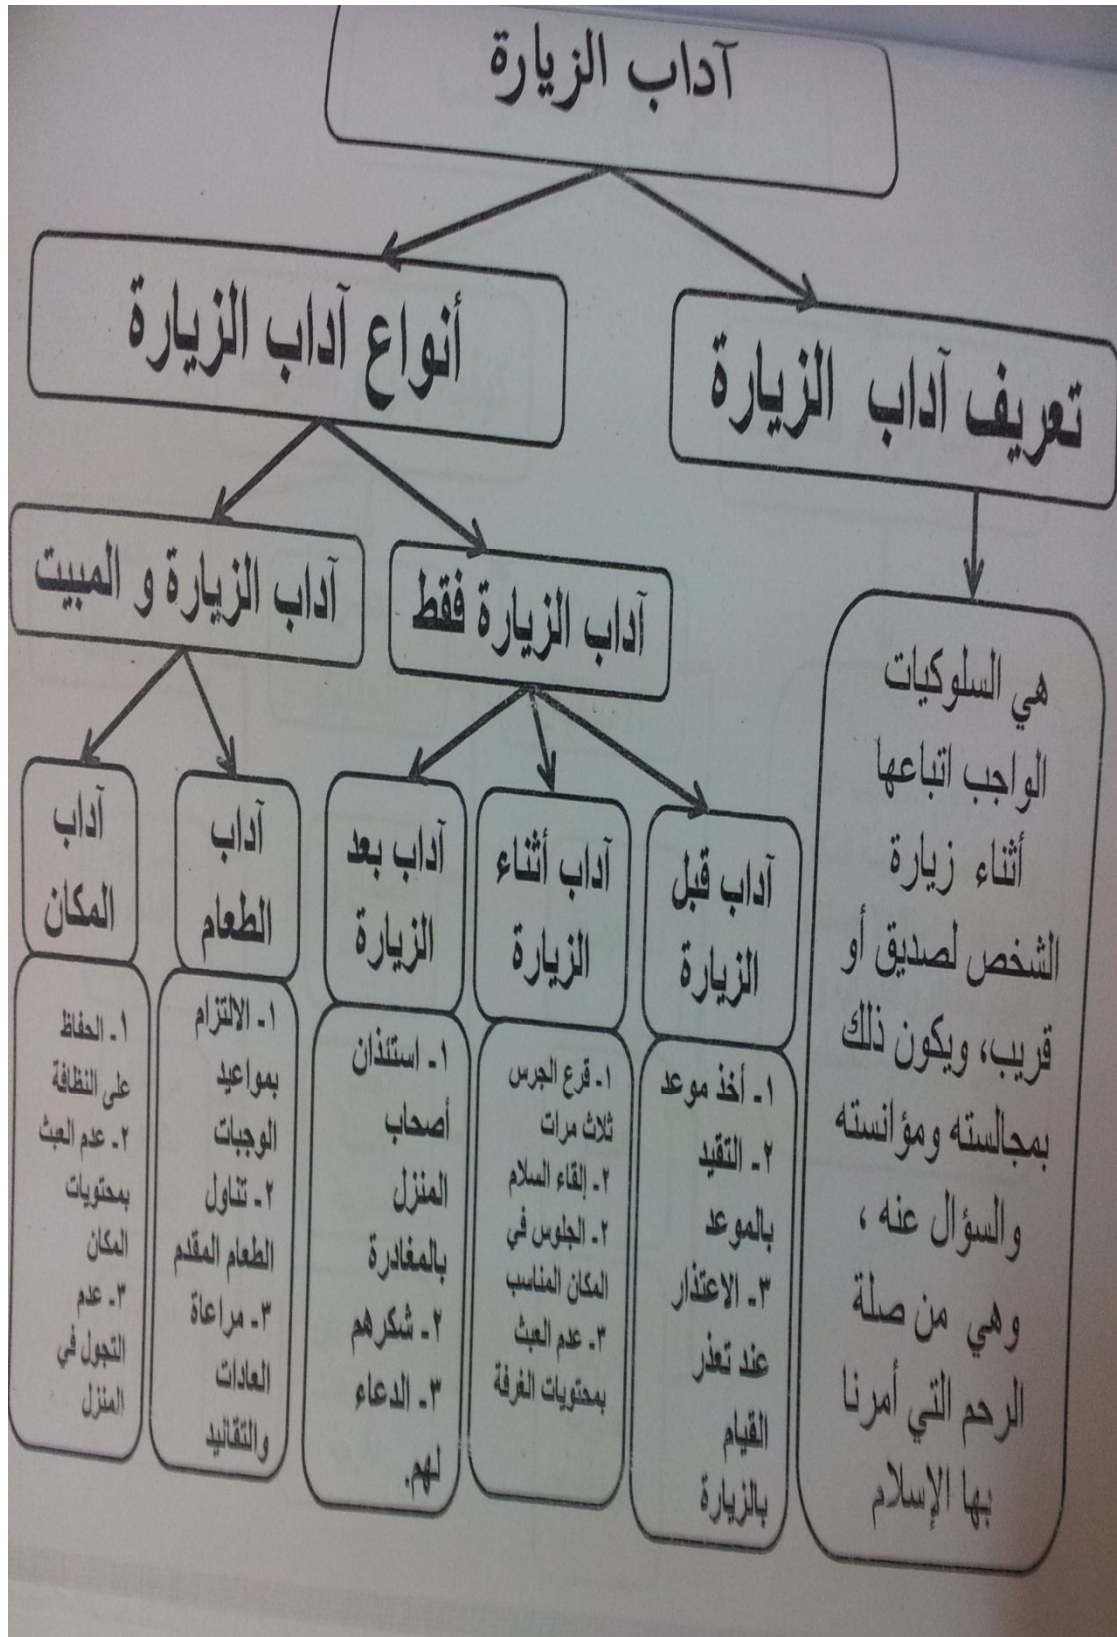 آداب الزيارة
تعريف آداب الزيارة
أنواع آداب الزيارة
هي السلوكيات
الواجب اتباعها
أثناء زيارة
الشخص لصديق أو
قريب، ويكون ذلك
بمجالسته ومؤانسته
والسؤال عنه ،
وهي من صلة
الرحم التي أمرنا
بها الإسلام
آداب الزيارة فقط
آداب الزيارة و المبيت
آداب قبل
الزيارة
١- أخذ موعد
٢- التقيد
بالموعد
٣- الاعتذار
عند تعذر
القيام
بالزيارة
آداب أثناء
الزيارة
١- قرع الجرس
ثلاث مرات
٢- إلقاء السلام
٢- الجلوس في
المكان المناسب
٣- عدم العبث
بمحتويات الغرفة
آداب بعد
الزيارة
١- استئذان
أصحاب
المنزل
بالمغادرة
٢- شكرهم
٣- الدعاء
لهم.
آداب
الطعام
١- الالتزام
بمواعيد
الوجبات
٢- تناول
الطعام المقدم
٣- مراعاة
العادات
والتقاليد
آداب
المكان
١- الحفاظ
على النظافة
٢- عدم العبث
بمحتويات
المكان
٣- عدم
التجول في
المنزل